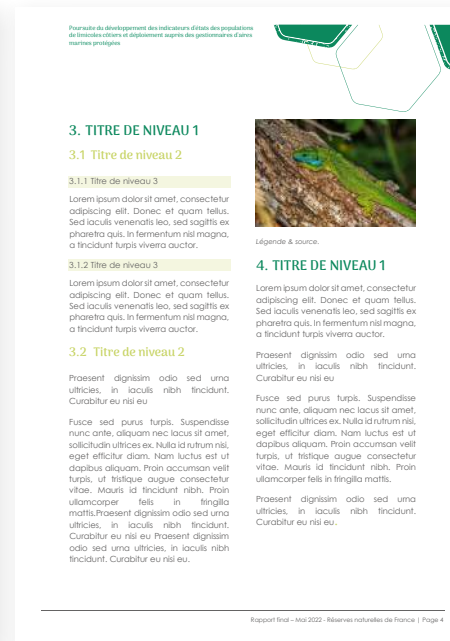 Poursuite du développement des indicateurs d'états des populations
de limicoles côtiers et déploiement auprès des gestionnaires d'aires
marines protégées
3. TITRE DE NIVEAU 1
3.1 Titre de niveau 2
3.1.1 Titre de niveau 3
Lorem ipsum dolor sit amet, consectetur
adipiscing elit. Donec et quam tellus.
Sed iaculis venenatis leo, sed sagittis ex
pharetra quis. In fermentum nisl magna,
a tincidunt turpis viverra auctor.
3.1.2 Titre de niveau 3
Lorem ipsum dolor sit amet, consectetur
adipiscing elit. Donec et quam tellus.
Sed iaculis venenatis leo, sed sagittis ex
pharetra quis. In fermentum nisl magna,
a tincidunt turpis viverra auctor.
3.2 Titre de niveau 2
Praesent dignissim odio sed urna
ultricies, in iaculis nibh tincidunt.
Curabitur eu nisi eu
Fusce sed purus turpis. Suspendisse
nunc ante, aliquam nec lacus sit amet,
sollicitudin ultrices ex. Nulla id rutrum nisi,
eget efficitur diam. Nam luctus est ut
dapibus aliquam. Proin accumsan velit
turpis, ut tristique augue consectetur
vitae. Mauris id tincidunt nibh. Proin
ullamcorper felis in fringilla
mattis.Praesent dignissim odio sed urna
ultricies, in iaculis nibh tincidunt.
Curabitur eu nisi eu Praesent dignissim
odio sed urna ultricies, in iaculis nibh
tincidunt. Curabitur eu nisi eu.
Légende & source.
4. TITRE DE NIVEAU 1
Lorem ipsum dolor sit amet, consectetur
adipiscing elit. Donec et quam tellus.
Sed iaculis venenatis leo, sed sagittis ex
pharetra quis. In fermentum nisl magna,
a tincidunt turpis viverra auctor.
Praesent dignissim odio sed urna
ultricies, in iaculis nibh tincidunt.
Curabitur eu nisi eu
Fusce sed purus turpis. Suspendisse
nunc ante, aliquam nec lacus sit amet,
sollicitudin ultrices ex. Nulla id rutrum nisi,
eget efficitur diam. Nam luctus est ut
dapibus aliquam. Proin accumsan velit
turpis, ut tristique augue consectetur
vitae. Mauris id tincidunt nibh. Proin
ullamcorper felis in fringilla mattis.
Praesent dignissim odio sed urna
ultricies, in iaculis nibh tincidunt.
Curabitur eu nisi eu.
Rapport final – Mai 2022 - Réserves naturelles de France | Page 4